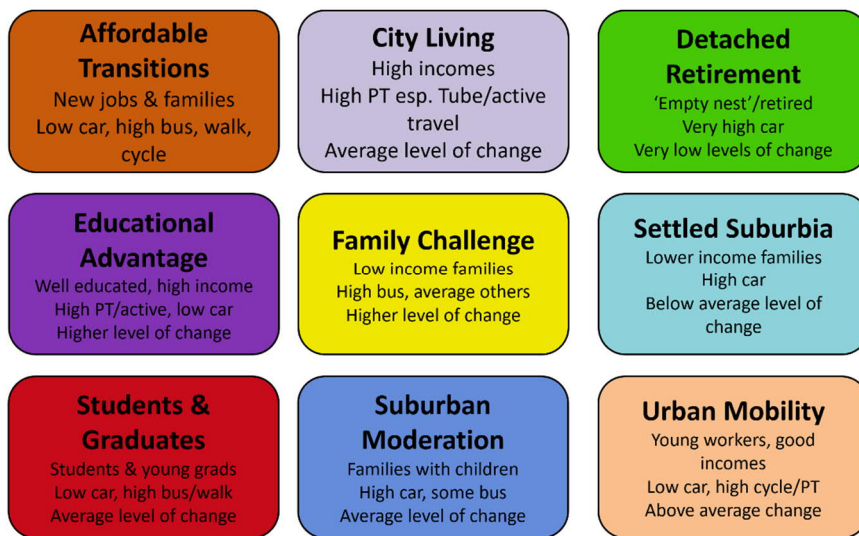 Affordable
Transitions
New jobs & families
Low car, high bus, walk,
cycle
City Living
High incomes
High PT esp. Tube/active
travel
Average level of change
Detached
Retirement
‘Empty nest’/retired
Very high car
Very low levels of change
Educational
Advantage
Well educated, high income
High PT/active, low car
Higher level of change
Family Challenge
Low income families
High bus, average others
Higher level of change
Settled Suburbia
Lower income families
High car
Below average level of
change
Students &
Graduates
Students & young grads
Low car, high bus/walk
Average level of change
Suburban
Moderation
Families with children
High car, some bus
Average level of change
Urban Mobility
Young workers, good
incomes
Low car, high cycle/PT
Above average change